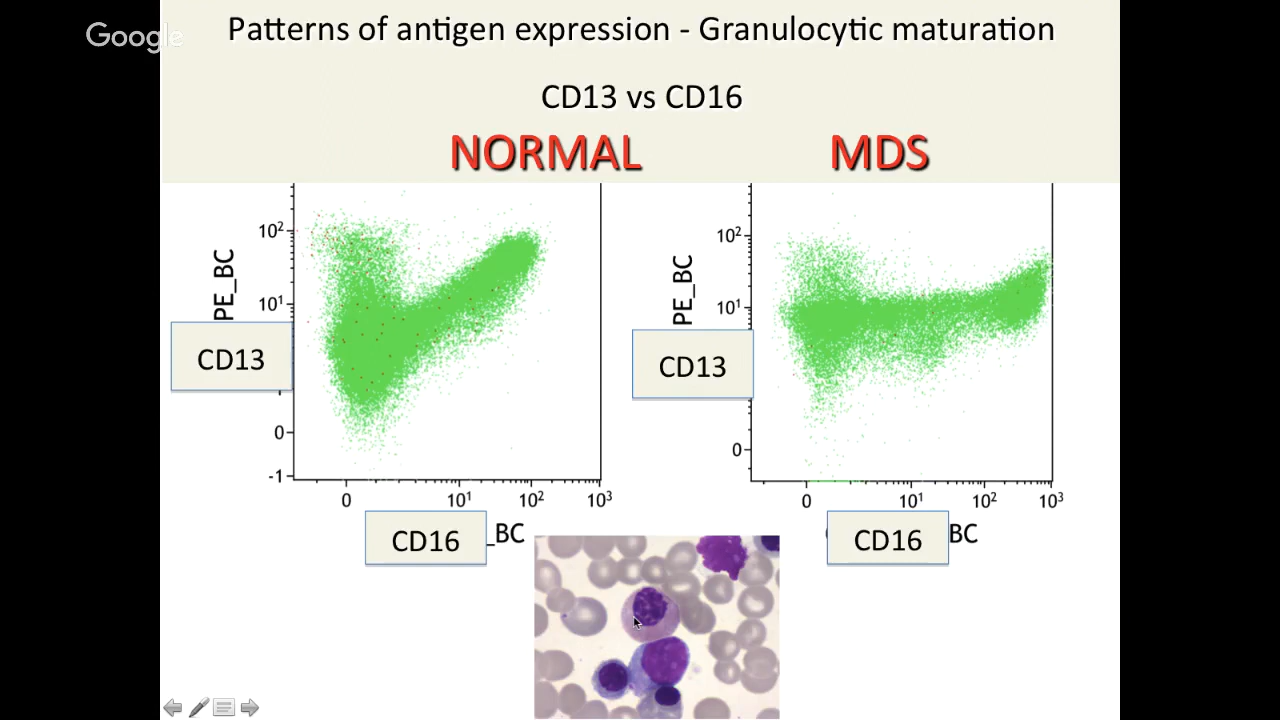 Google
Patterns of antigen expression - Granulocytic maturation
CD13 vs CD16
NORMAL
MDS
10²
10¹
0
-1
PE_BC
CD13
0
10¹
10²
10³
CD16
_BC
10²
10¹
0
PE_BC
CD13
0
10¹
10²
10³
CD16
BC